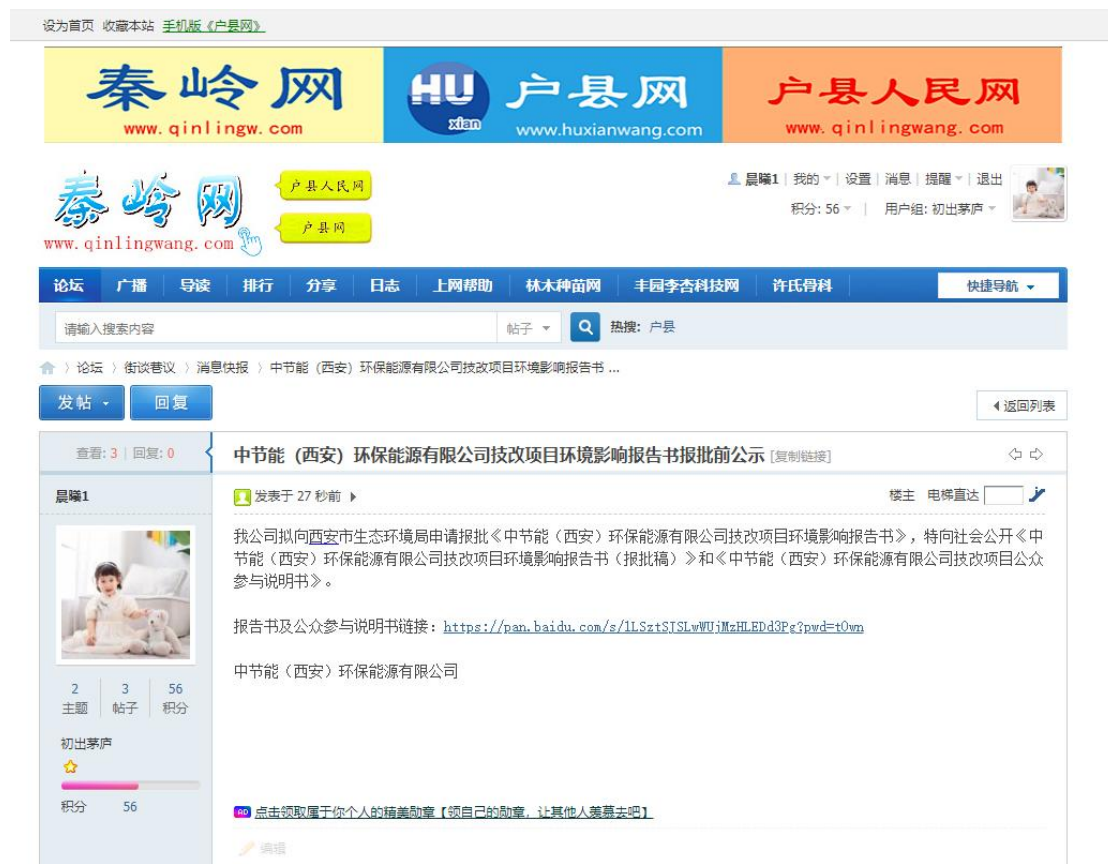 设为首页 收藏本站 手机版《户县网》
秦岭网 HU xian 户县网 户县人民网
www.qinlingw.com www.huxianwang.com www.qinlingwang.com
秦岭网
www.qinlingwang.com
户县人民网
户县网
晨曦1 | 我的 | 设置 | 消息 | 提醒 | 退出
积分: 56 | 用户组: 初出茅庐
论坛 广播 导读 排行 分享 日志 上网帮助 林木种苗网 丰园李杏科技网 许氏骨科 快捷导航
请输入搜索内容 帖子 热搜: 户县
论坛 〉 街谈巷议 〉 消息快报 〉 中节能（西安）环保能源有限公司技改项目环境影响报告书 ...
发帖 回复 返回列表
查看: 3 | 回复: 0 中节能（西安）环保能源有限公司技改项目环境影响报告书报批前公示 [复制链接]
晨曦1 发表于 27 秒前 楼主 电梯直达
我公司拟向西安市生态环境局申请报批《中节能（西安）环保能源有限公司技改项目环境影响报告书》，特向社会公开《中
节能（西安）环保能源有限公司技改项目环境影响报告书（报批稿）》和《中节能（西安）环保能源有限公司技改项目公众
参与说明书》。
报告书及公众参与说明书链接：https://pan.baidu.com/s/1LSztSJSLwWUjMzHLEDd3Pg?pwd=t0wn
中节能（西安）环保能源有限公司
2 3 56
主题 帖子 积分
初出茅庐
积分 56
AD 点击领取属于你个人的精美勋章【领自己的勋章，让其他人羡慕去吧】
编辑